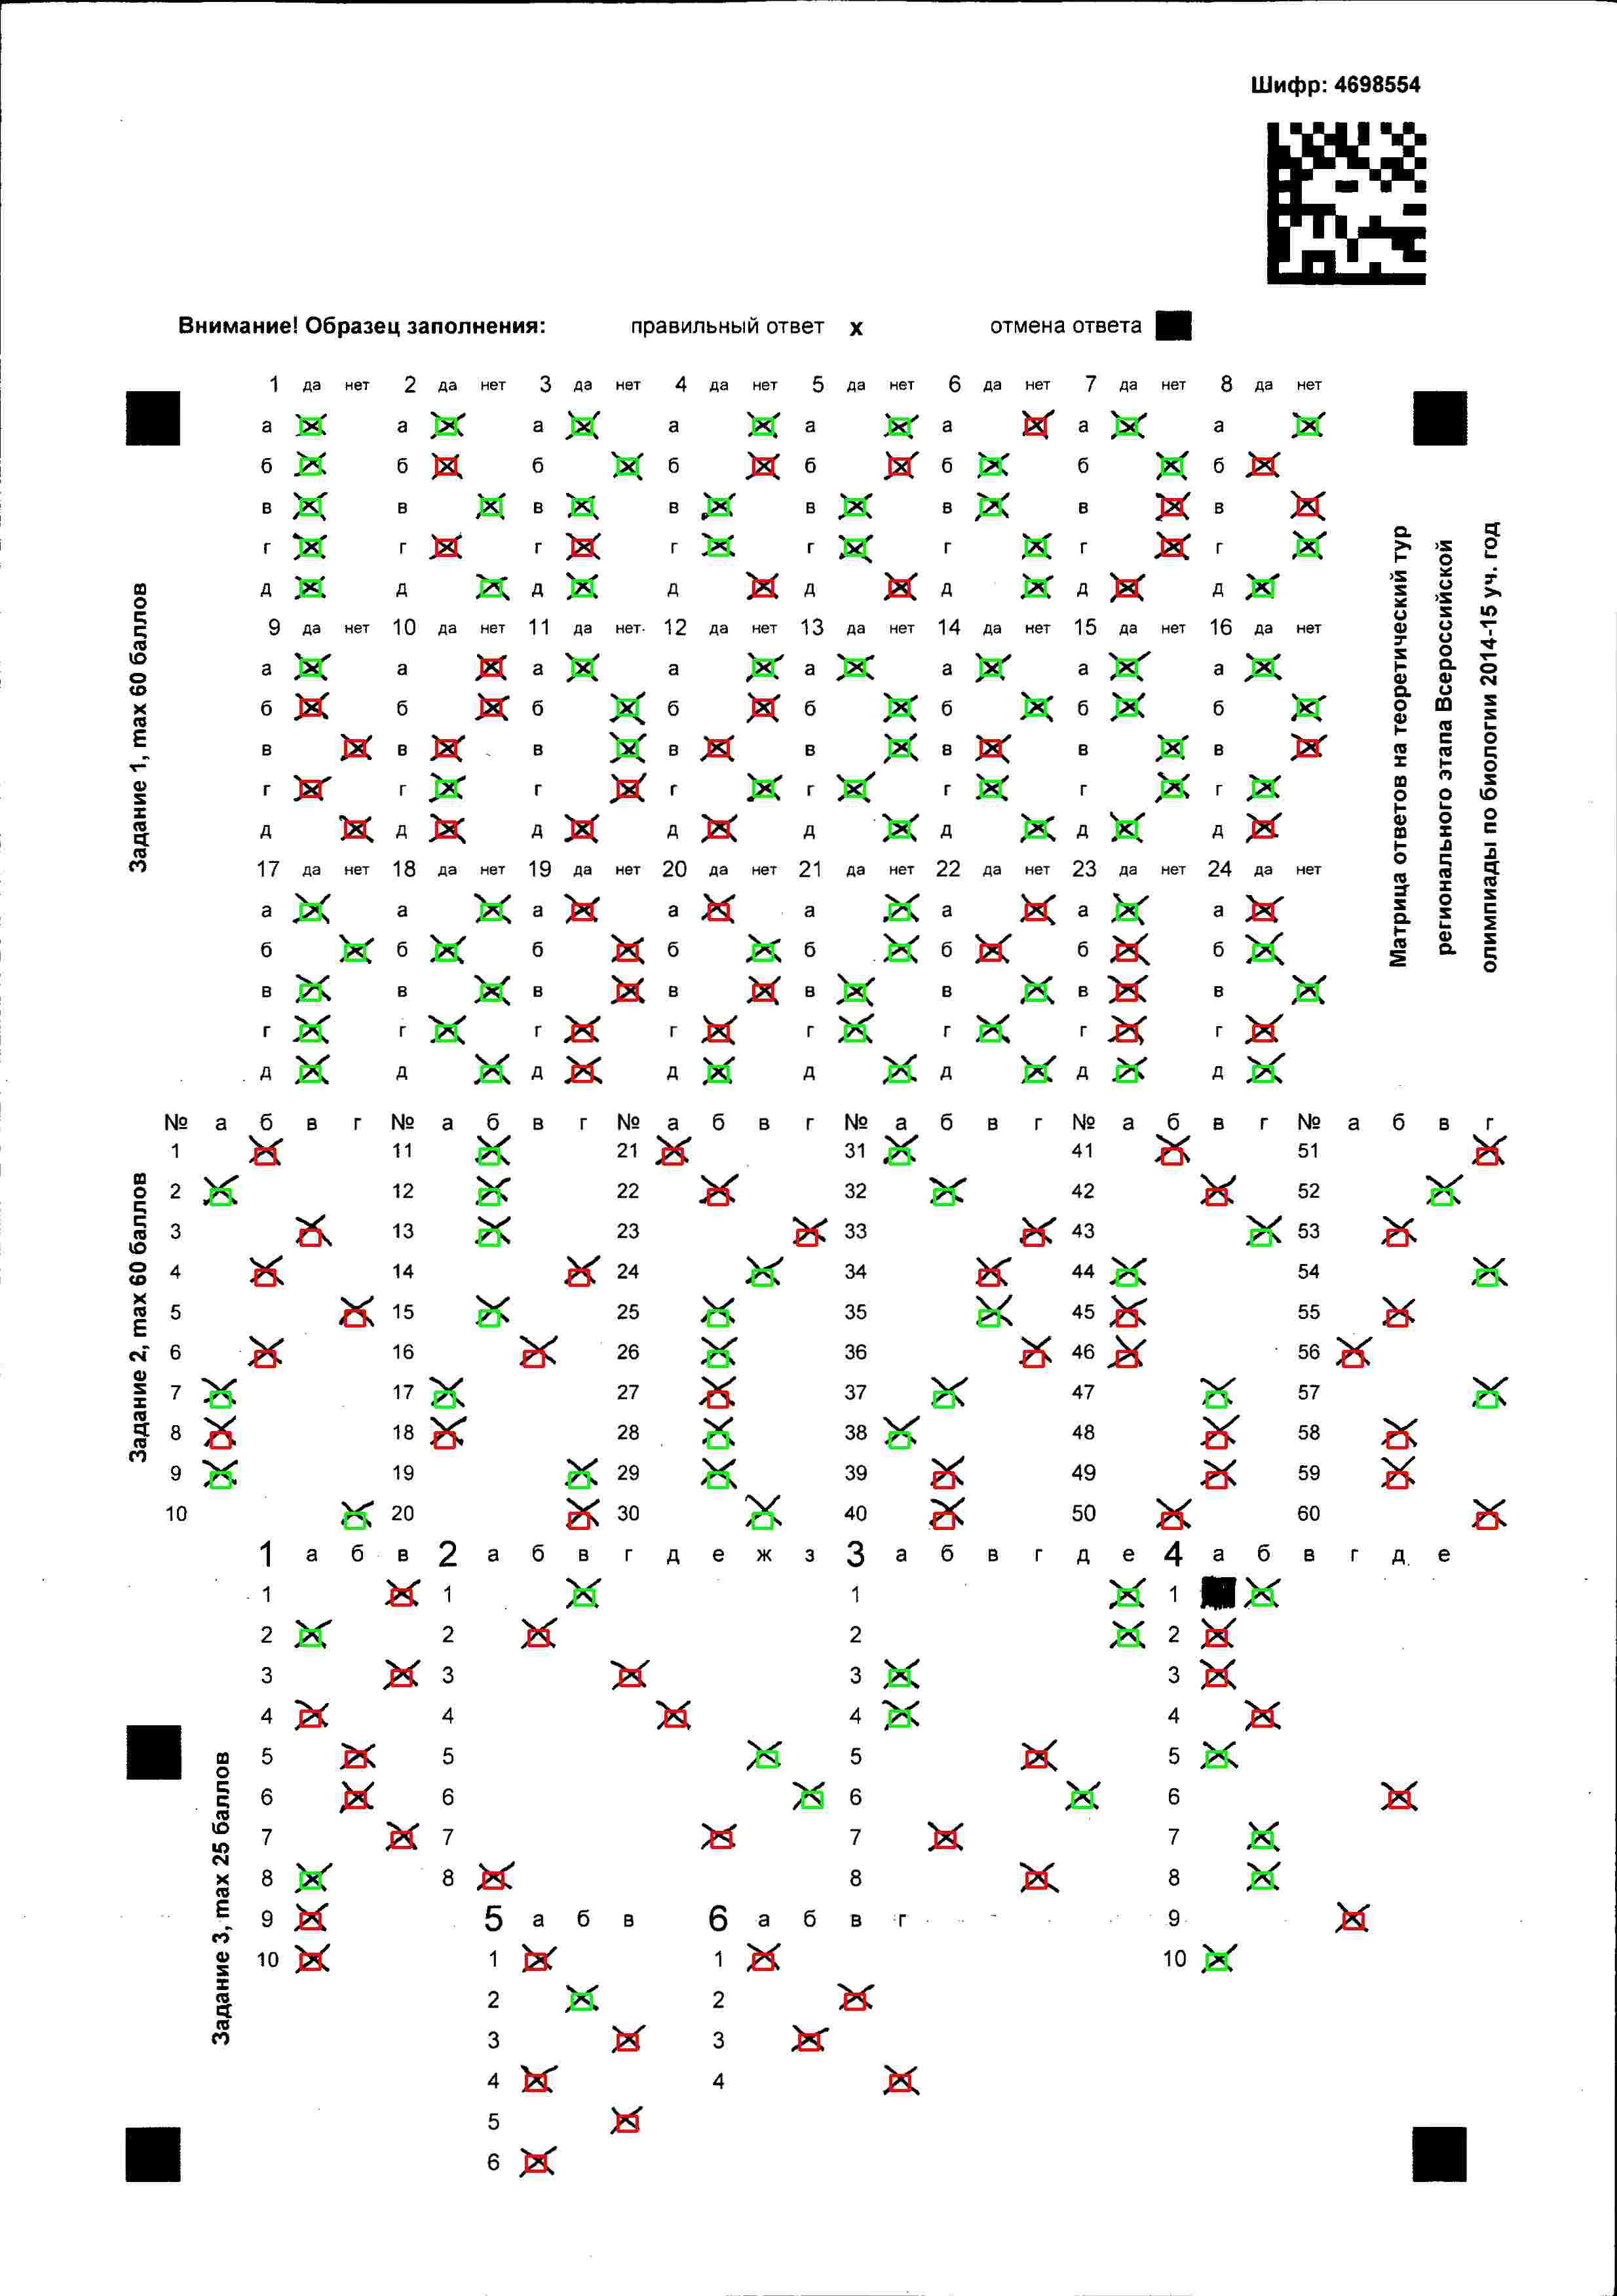 Шифр: 4698554
Внимание! Образец заполнения: правильный ответ х отмена ответа
1 да нет 2 да нет 3 да нет 4 да нет 5 да нет 6 да нет 7 да нет 8 да нет
а а а а а а а а
б б б б б б б б
в в в в в в в в
г г г г г г г г
д д д д д д д д
9 да нет 10 да нет 11 да нет 12 да нет 13 да нет 14 да нет 15 да нет 16 да нет
а а а а а а а а
б б б б б б б б
в в в в в в в в
г г г г г г г г
д д д д д д д д
17 да нет 18 да нет 19 да нет 20 да нет 21 да нет 22 да нет 23 да нет 24 да нет
а а а а а а а а
б б б б б б б б
в в в в в в в в
г г г г г г г г
д д д д д д д д
Задание 1, max 60 баллов
Матрица ответов на теоретический тур
регионального этапа Всероссийской
олимпиады по биологии 2014-15 уч. год
№ а б в г № а б в г № а б в г № а б в г № а б в г № а б в г
1 11 21 31 41 51
2 12 22 32 42 52
3 13 23 33 43 53
4 14 24 34 44 54
5 15 25 35 45 55
6 16 26 36 46 56
7 17 27 37 47 57
8 18 28 38 48 58
9 19 29 39 49 59
10 20 30 40 50 60
Задание 2, max 60 баллов
1 а б в 2 а б в г д е ж з 3 а б в г д е 4 а б в г д е
1 1 1 1
2 2 2 2
3 3 3 3
4 4 4 4
5 5 5 5
6 6 6 6
7 7 7 7
8 8 8 8
9 5 а б в 6 а б в г 9
10 1 1 10
2 2
3 3
4 4
5
6
Задание 3, max 25 баллов